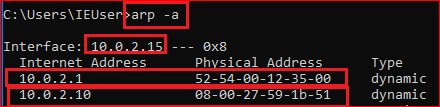 C:\Users\IEUser>arp -a
Interface: 10.0.2.15 --- 0x8
Internet Address Physical Address Type
10.0.2.1 52-54-00-12-35-00 dynamic
10.0.2.10 08-00-27-59-1b-51 dynamic